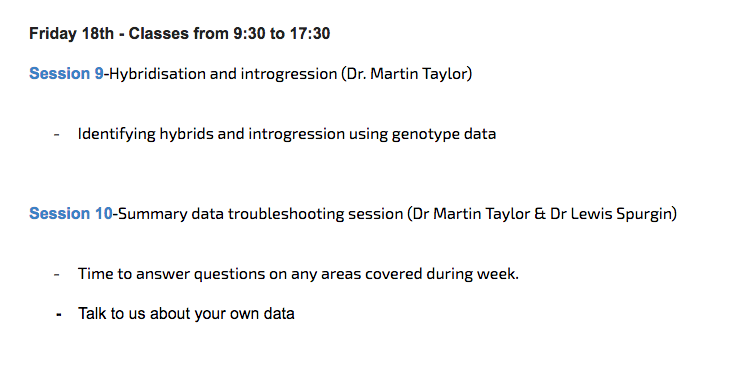 Friday 18th - Classes from 9:30 to 17:30
Session 9-Hybridisation and introgression (Dr. Martin Taylor)
- Identifying hybrids and introgression using genotype data
Session 10-Summary data troubleshooting session (Dr Martin Taylor & Dr Lewis Spurgin)
- Time to answer questions on any areas covered during week.
- Talk to us about your own data